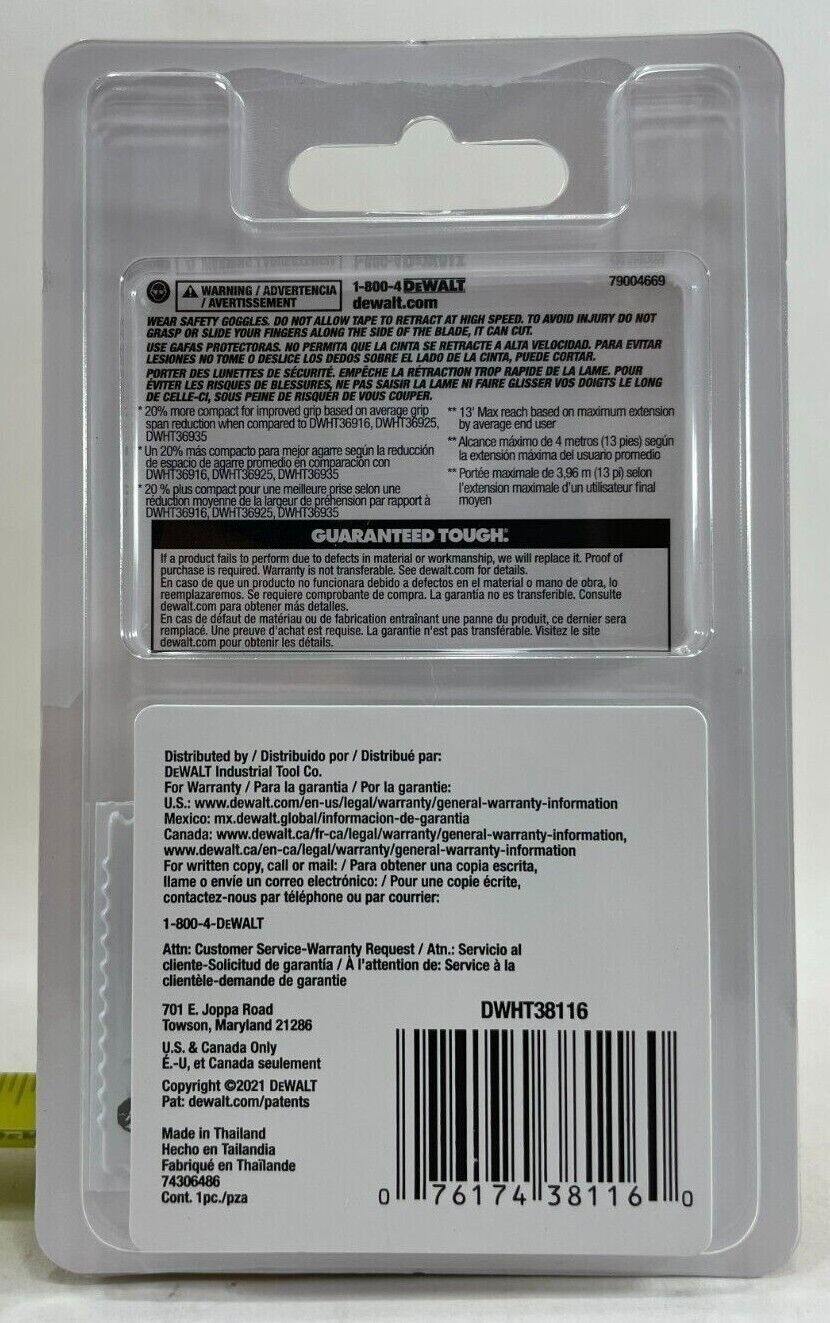 WARNING / ADVERTENCIA
/ AVERTISSEMENT
1-800-4 DEWALT
dewalt.com
79004669
WEAR SAFETY GOGGLES. DO NOT ALLOW TAPE TO RETRACT AT HIGH SPEED. TO AVOID INJURY DO NOT
GRASP OR SLIDE YOUR FINGERS ALONG THE SIDE OF THE BLADE, IT CAN CUT.
USE GAFAS PROTECTORAS. NO PERMITA QUE LA CINTA SE RETRACTE A ALTA VELOCIDAD. PARA EVITAR
LESIONES NO TOME O DESLICE LOS DEDOS SOBRE EL LADO DE LA CINTA, PUEDE CORTAR.
PORTER DES LUNETTES DE SÉCURITÉ. EMPÊCHE LA RÉTRACTION TROP RAPIDE DE LA LAME. POUR
ÉVITER LES RISQUES DE BLESSURES, NE PAS SAISIR LA LAME NI FAIRE GLISSER VOS DOIGTS LE LONG
DE CELLE-CI, SOUS PEINE DE RISQUER DE VOUS COUPER.
* 20% more compact for improved grip based on average grip
span reduction when compared to DWHT36916, DWHT36925,
DWHT36935
* Un 20% más compacto para mejor agarre según la reducción
de espacio de agarre promedio en comparación con
DWHT36916, DWHT36925, DWHT36935
* 20 % plus compact pour une meilleure prise selon une
réduction moyenne de la largeur de préhension par rapport à
DWHT36916, DWHT36925, DWHT36935
** 13' Max reach based on maximum extension
by average end user
** Alcance máximo de 4 metros (13 pies) según
la extensión máxima del usuario promedio
** Portée maximale de 3,96 m (13 pi) selon
l'extension maximale d'un utilisateur final
moyen
GUARANTEED TOUGH.
If a product fails to perform due to defects in material or workmanship, we will replace it. Proof of
purchase is required. Warranty is not transferable. See dewalt.com for details.
En caso de que un producto no funcionara debido a defectos en el material o mano de obra, lo
reemplazaremos. Se requiere comprobante de compra. La garantía no es transferible. Consulte
dewalt.com para obtener más detalles.
En cas de défaut de matériau ou de fabrication entraînant une panne du produit, ce dernier sera
remplacé. Une preuve d'achat est requise. La garantie n'est pas transférable. Visitez le site
dewalt.com pour obtenir les détails.
Distributed by / Distribuido por / Distribué par:
DEWALT Industrial Tool Co.
For Warranty / Para la garantia / Por la garantie:
U.S.: www.dewalt.com/en-us/legal/warranty/general-warranty-information
Mexico: mx.dewalt.global/informacion-de-garantia
Canada: www.dewalt.ca/fr-ca/legal/warranty/general-warranty-information,
www.dewalt.ca/en-ca/legal/warranty/general-warranty-information
For written copy, call or mail: / Para obtener una copia escrita,
llame o envíe un correo electrónico: / Pour une copie écrite,
contactez-nous par téléphone ou par courrier:
1-800-4-DEWALT
Attn: Customer Service-Warranty Request / Atn.: Servicio al
cliente-Solicitud de garantía / À l'attention de: Service à la
clientèle-demande de garantie
701 E. Joppa Road
Towson, Maryland 21286
U.S. & Canada Only
É.-U, et Canada seulement
Copyright ©2021 DEWALT
Pat: dewalt.com/patents
Made in Thailand
Hecho en Tailandia
Fabriqué en Thaïlande
74306486
Cont. 1pc./pza
DWHT38116
0 76174 38116 0